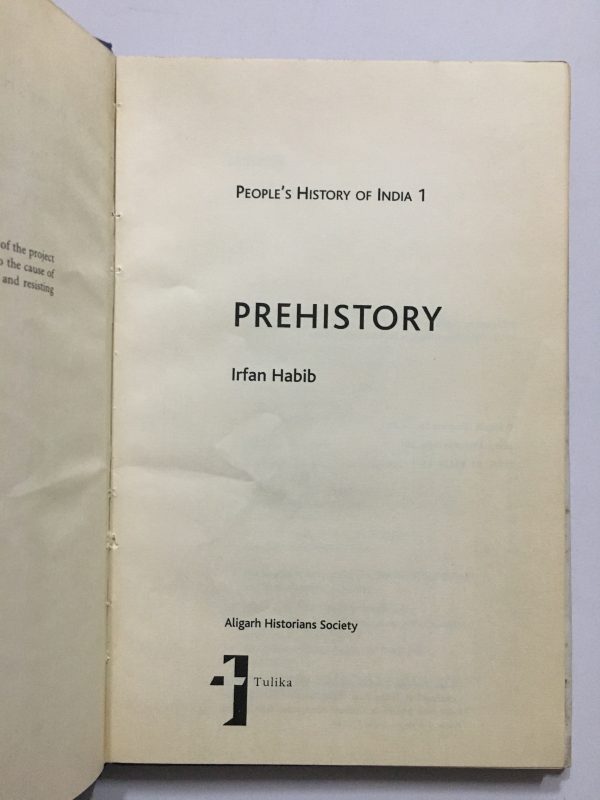 of the project
the cause of
and resisting
PEOPLE'S HISTORY OF INDIA 1
PREHISTORY
Irfan Habib
Aligarh Historians Society
Tulika